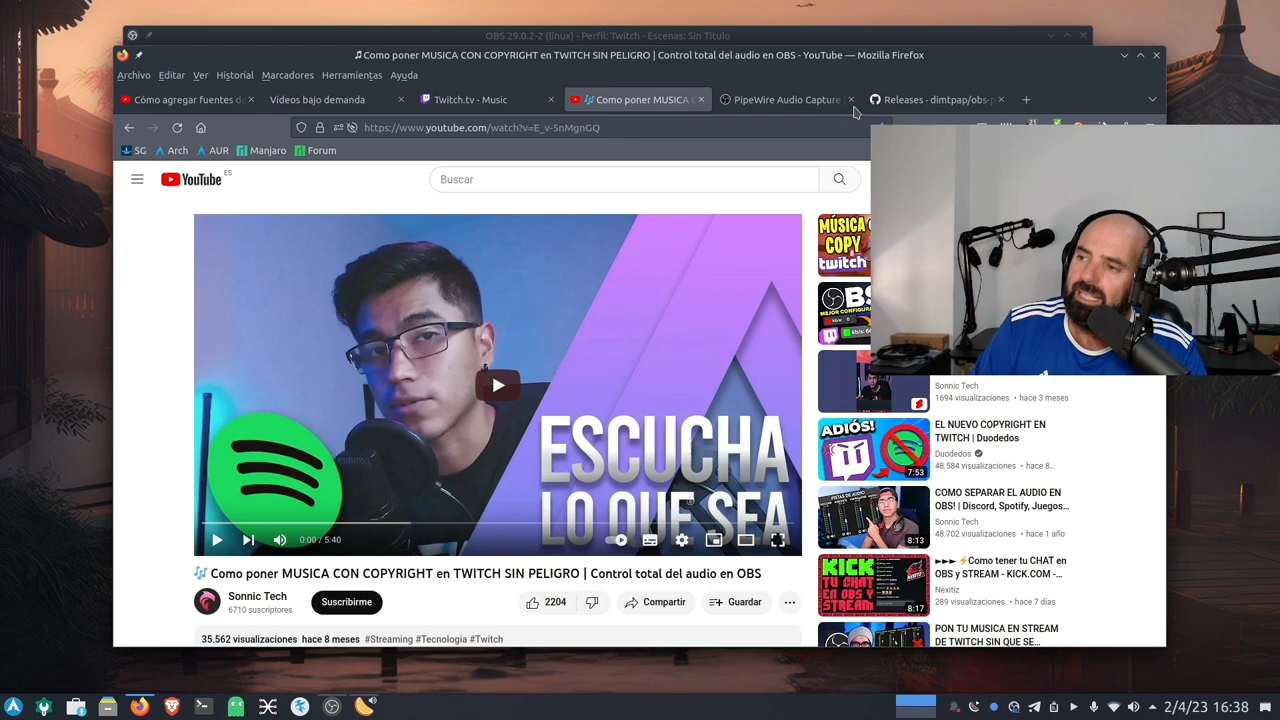 OBS 29.0.2-2 (linux) - Perfil: Twitch - Escenas: Sin Título
Como poner MUSICA CON COPYRIGHT en TWITCH SIN PELIGRO | Control total del audio en OBS - YouTube — Mozilla Firefox
Archivo Editar Ver Historial Marcadores Herramientas Ayuda
Cómo agregar fuentes de
Vídeos bajo demanda
Twitch.tv - Music
Como poner MUSICA C
PipeWire Audio Capture
Releases · dimtpap/obs-p
https://www.youtube.com/watch?v=E_v-5nMgnGQ
SG Arch AUR Manjaro Forum
YouTube ES
Buscar
ESCUCHA
LO QUE SEA
0:00 / 5:40
Como poner MUSICA CON COPYRIGHT en TWITCH SIN PELIGRO | Control total del audio en OBS
Sonnic Tech
6710 suscriptores
Suscribirme
2204
Compartir
Guardar
35.562 visualizaciones hace 8 meses #Streaming #Tecnologia #Twitch
MÚSICA
COPY
twitch
OBS
MEJOR CONFIGURA
Sonnic Tech
1694 visualizaciones • hace 3 meses
ADIÓS!
7:53
EL NUEVO COPYRIGHT EN
TWITCH | Duodedos
Duodedos
48.584 visualizaciones • hace 8…
PISTAS DE AUDIO
8:13
COMO SEPARAR EL AUDIO EN
OBS! | Discord, Spotify, Juegos…
Sonnic Tech
48.702 visualizaciones • hace 1 año
KICK
TU CHAT
EN OBS Y
STREAM
8:17
►►► ⚡Como tener tu CHAT en
OBS y STREAM - KICK.COM -…
Nexitiz
289 visualizaciones • hace 7 días
PON TU MUSICA EN STREAM
DE TWITCH SIN QUE SE…
2/4/23 16:38